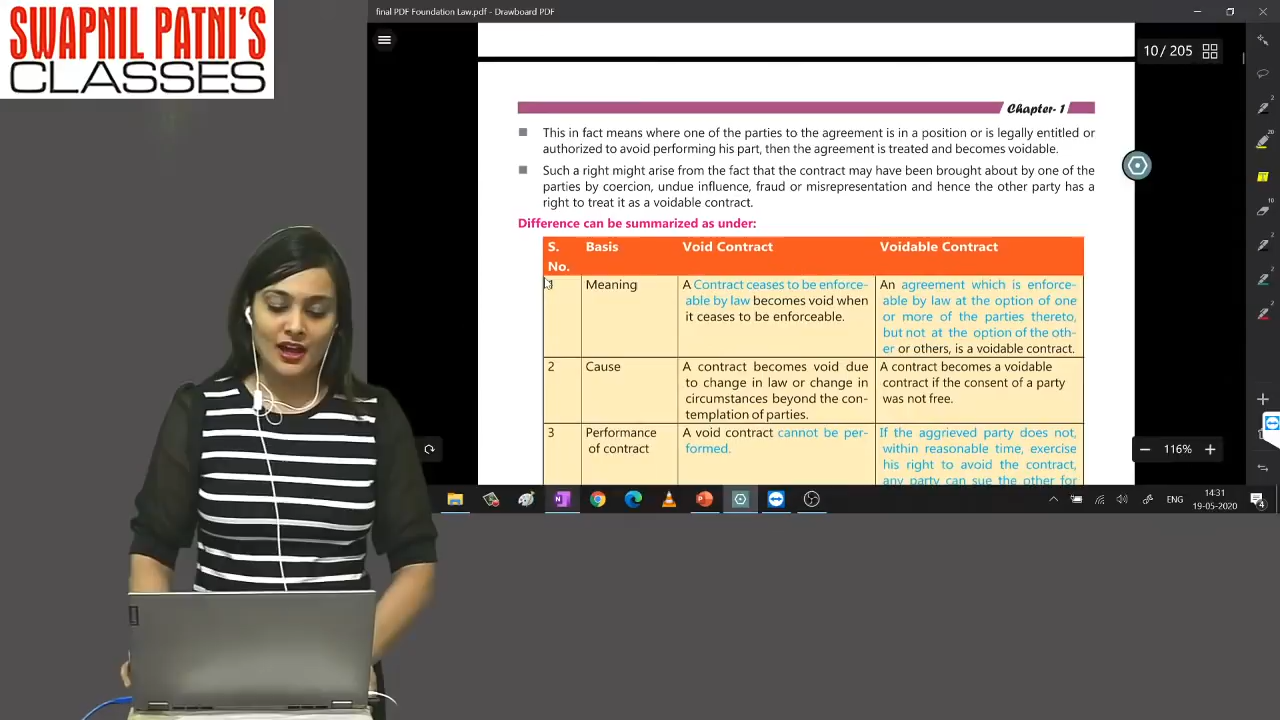 SWAPNIL PATNI'S
CLASSES
final PDF Foundation Law.pdf - Drawboard PDF
10 / 205
Chapter- 1
This in fact means where one of the parties to the agreement is in a position or is legally entitled or
authorized to avoid performing his part, then the agreement is treated and becomes voidable.
Such a right might arise from the fact that the contract may have been brought about by one of the
parties by coercion, undue influence, fraud or misrepresentation and hence the other party has a
right to treat it as a voidable contract.
Difference can be summarized as under:
S. No. Basis Void Contract Voidable Contract
1 Meaning
A Contract ceases to be enforce-
able by law becomes void when
it ceases to be enforceable.
An agreement which is enforce-
able by law at the option of one
or more of the parties thereto,
but not at the option of the oth-
er or others, is a voidable contract.
2 Cause
A contract becomes void due
to change in law or change in
circumstances beyond the con-
templation of parties.
A contract becomes a voidable
contract if the consent of a party
was not free.
3 Performance
of contract
A void contract cannot be per-
formed.
If the aggrieved party does not,
within reasonable time, exercise
his right to avoid the contract,
any party can sue the other for
116%
ENG
14:31
19-05-2020